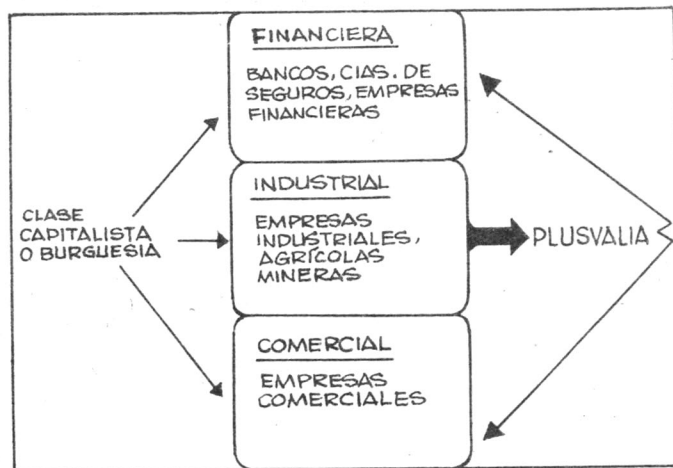 FINANCIERA
BANCOS, CIAS. DE
SEGUROS, EMPRESAS
FINANCIERAS
CLASE
CAPITALISTA
O BURGUESIA
INDUSTRIAL
EMPRESAS
INDUSTRIALES,
AGRÍCOLAS
MINERAS
PLUSVALIA
COMERCIAL
EMPRESAS
COMERCIALES